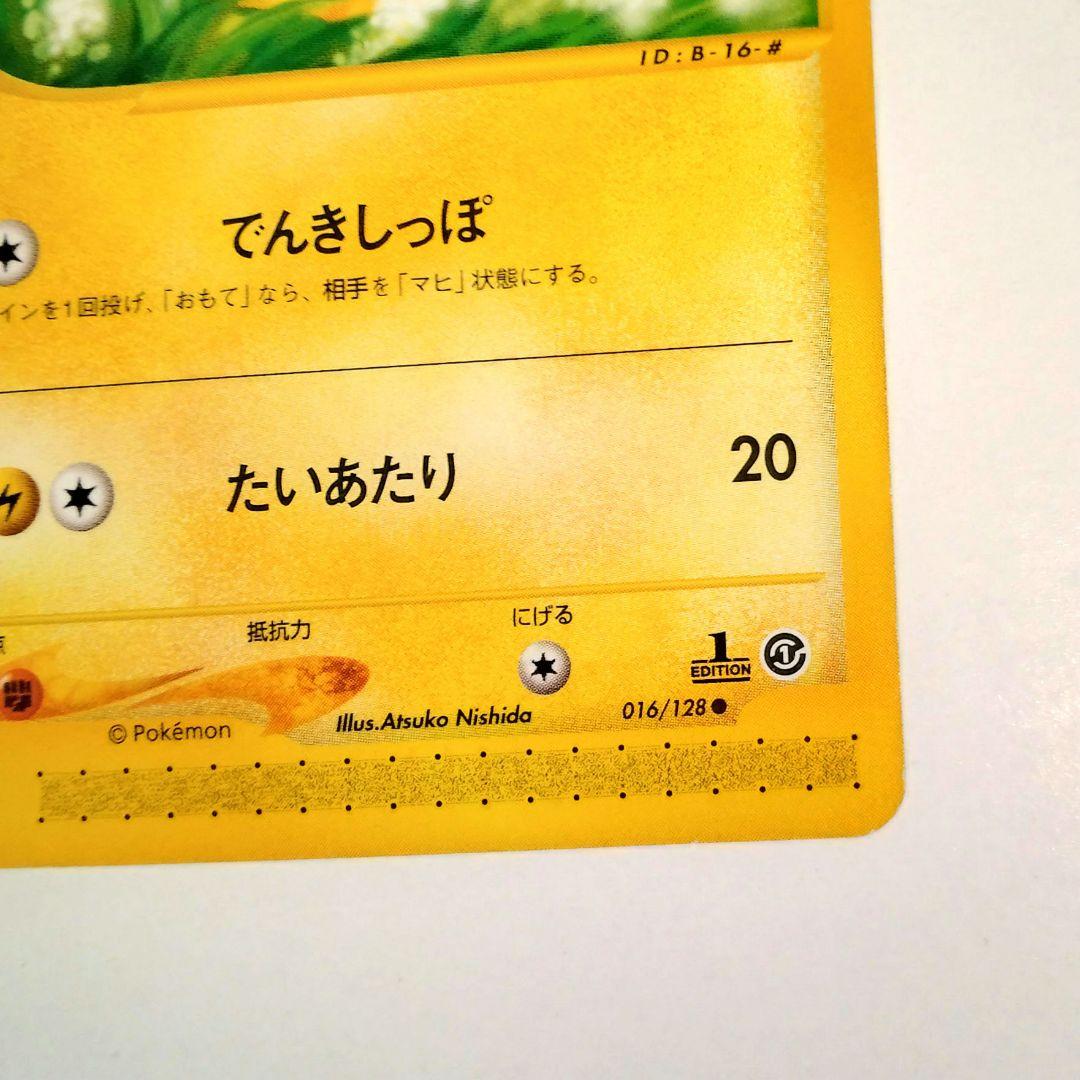 ID:B-16-#
でんきしっぽ
インを1回投げ、「おもて」なら、相手を「マヒ」状態にする。
たいあたり 20
抵抗力 にげる
1 EDITION
Illus.Atsuko Nishida 016/128●
© Pokémon